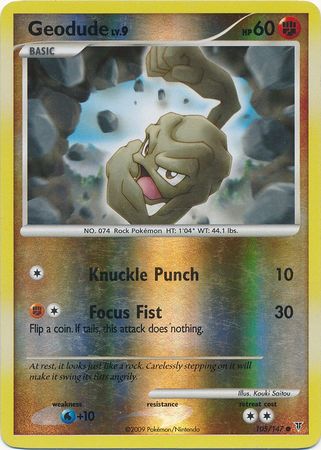 Geodude LV.9 HP 60
BASIC
NO. 074 Rock Pokémon HT: 1'04" WT: 44.1 lbs.
Knuckle Punch 10
Focus Fist 30
Flip a coin. If tails, this attack does nothing.
At rest, it looks just like a rock. Carelessly stepping on it will
make it swing its fists angrily.
Illus. Kouki Saitou
weakness resistance retreat cost
+10
105/147
©2009 Pokémon/Nintendo